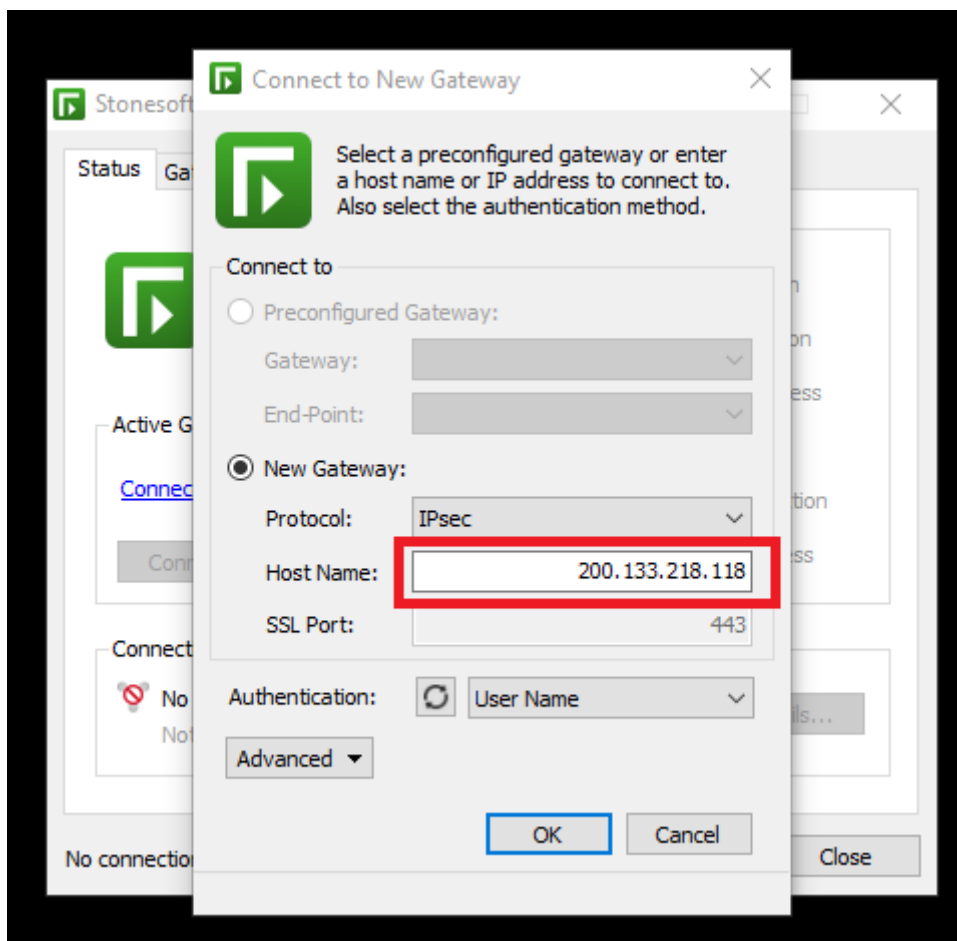 Connect to New Gateway
Stonesoft
Select a preconfigured gateway or enter
a host name or IP address to connect to.
Also select the authentication method.
Status
Connect to
Preconfigured Gateway:
Gateway:
End-Point:
Active G
New Gateway:
Connec
Protocol: IPsec
Host Name: 200.133.218.118
SSL Port: 443
Connect
No
Authentication: User Name
Advanced
OK Cancel
No connection
Close